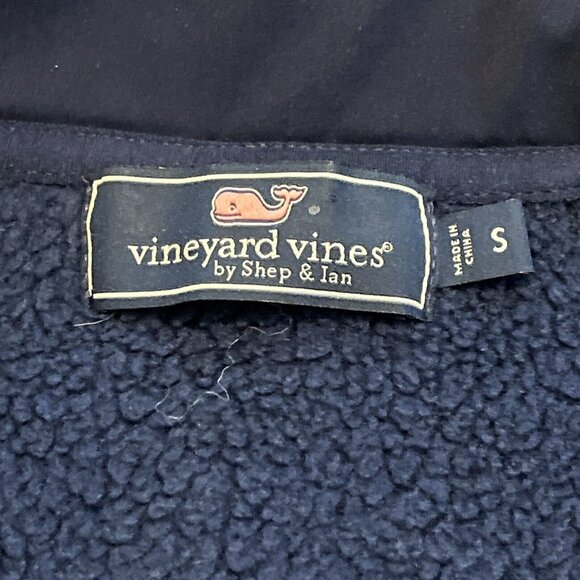 vineyard vines®
by Shep & Ian
MADE IN
CHINA
S